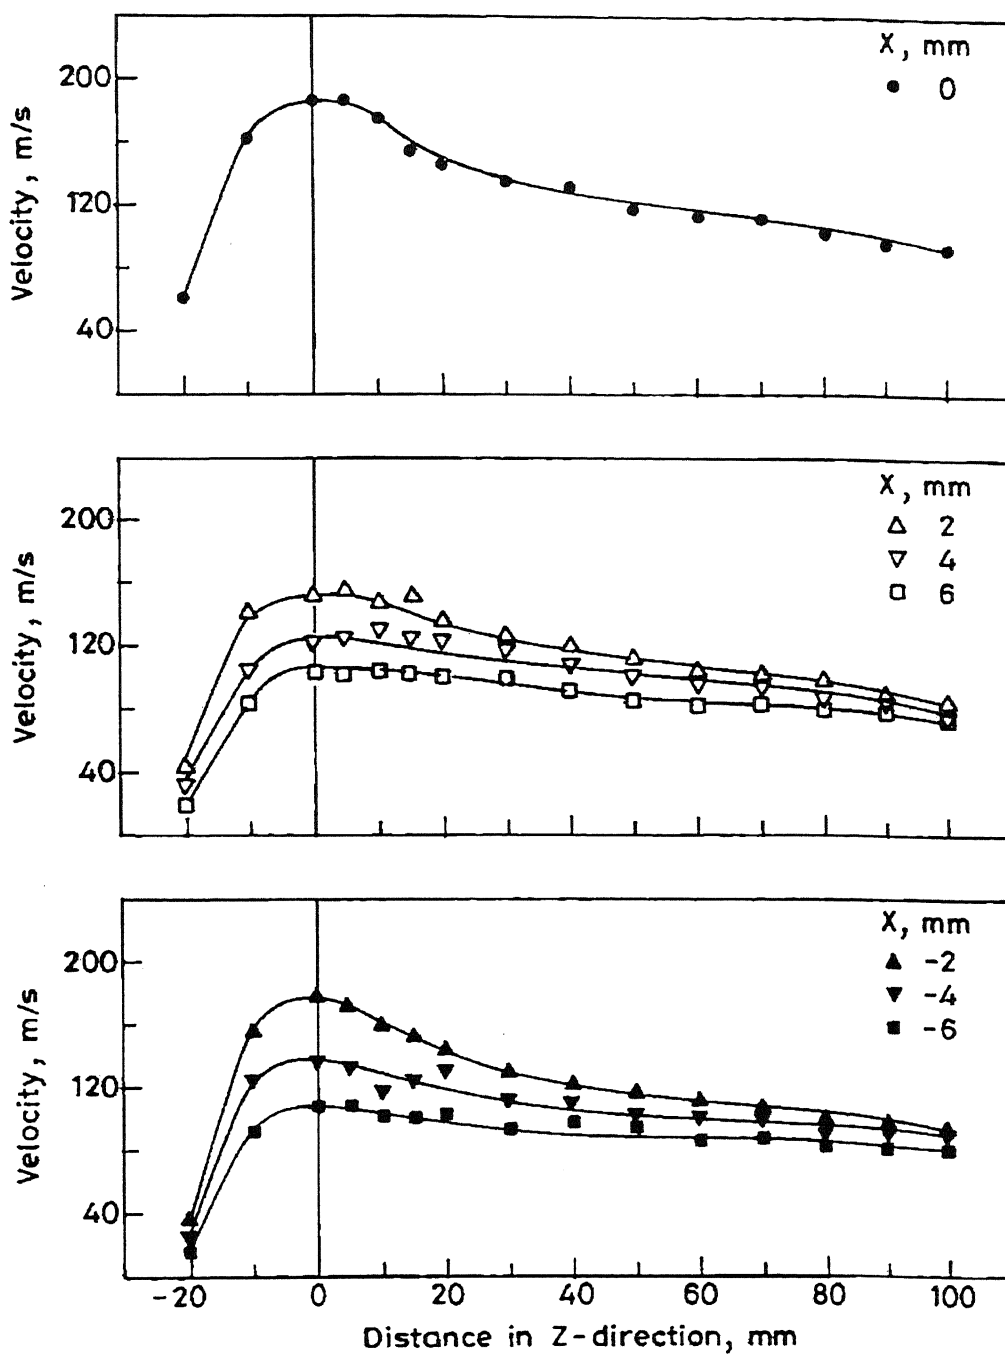 X, mm
● 0
200
120
40
Velocity, m/s
X, mm
△ 2
▽ 4
□ 6
200
120
40
Velocity, m/s
X, mm
▲ -2
▼ -4
■ -6
200
120
40
Velocity, m/s
-20 0 20 40 60 80 100
Distance in Z-direction, mm